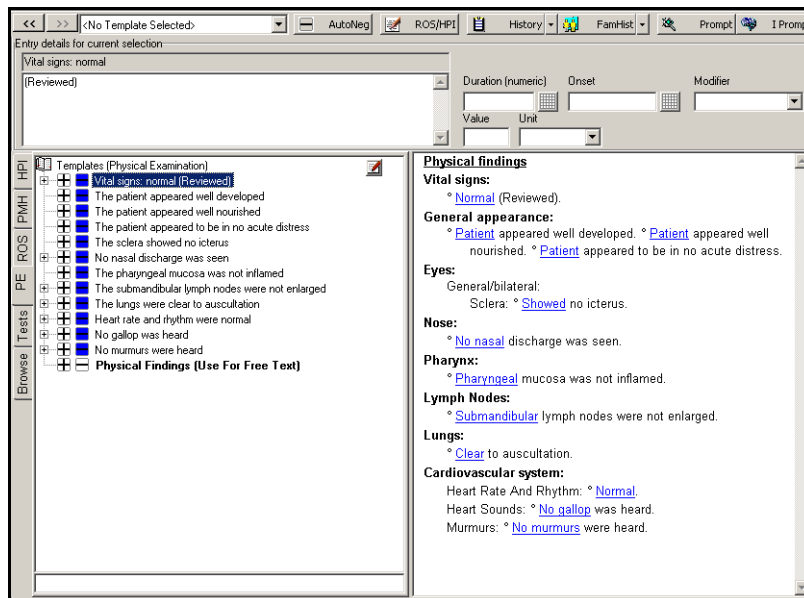 << >> <No Template Selected> AutoNeg ROS/HPI History FamHist Prompt I Promp
Entry details for current selection
Vital signs: normal
(Reviewed)
Duration (numeric) Onset Modifier
Value Unit
HPI
PMH
ROS
PE
Tests
Browse
Templates (Physical Examination)
Vital signs: normal (Reviewed)
The patient appeared well developed
The patient appeared well nourished
The patient appeared to be in no acute distress
The sclera showed no icterus
No nasal discharge was seen
The pharyngeal mucosa was not inflamed
The submandibular lymph nodes were not enlarged
The lungs were clear to auscultation
Heart rate and rhythm were normal
No gallop was heard
No murmurs were heard
Physical Findings (Use For Free Text)
Physical findings
Vital signs:
° Normal (Reviewed).
General appearance:
° Patient appeared well developed. ° Patient appeared well
nourished. ° Patient appeared to be in no acute distress.
Eyes:
General/bilateral:
Sclera: ° Showed no icterus.
Nose:
° No nasal discharge was seen.
Pharynx:
° Pharyngeal mucosa was not inflamed.
Lymph Nodes:
° Submandibular lymph nodes were not enlarged.
Lungs:
° Clear to auscultation.
Cardiovascular system:
Heart Rate And Rhythm: ° Normal.
Heart Sounds: ° No gallop was heard.
Murmurs: ° No murmurs were heard.